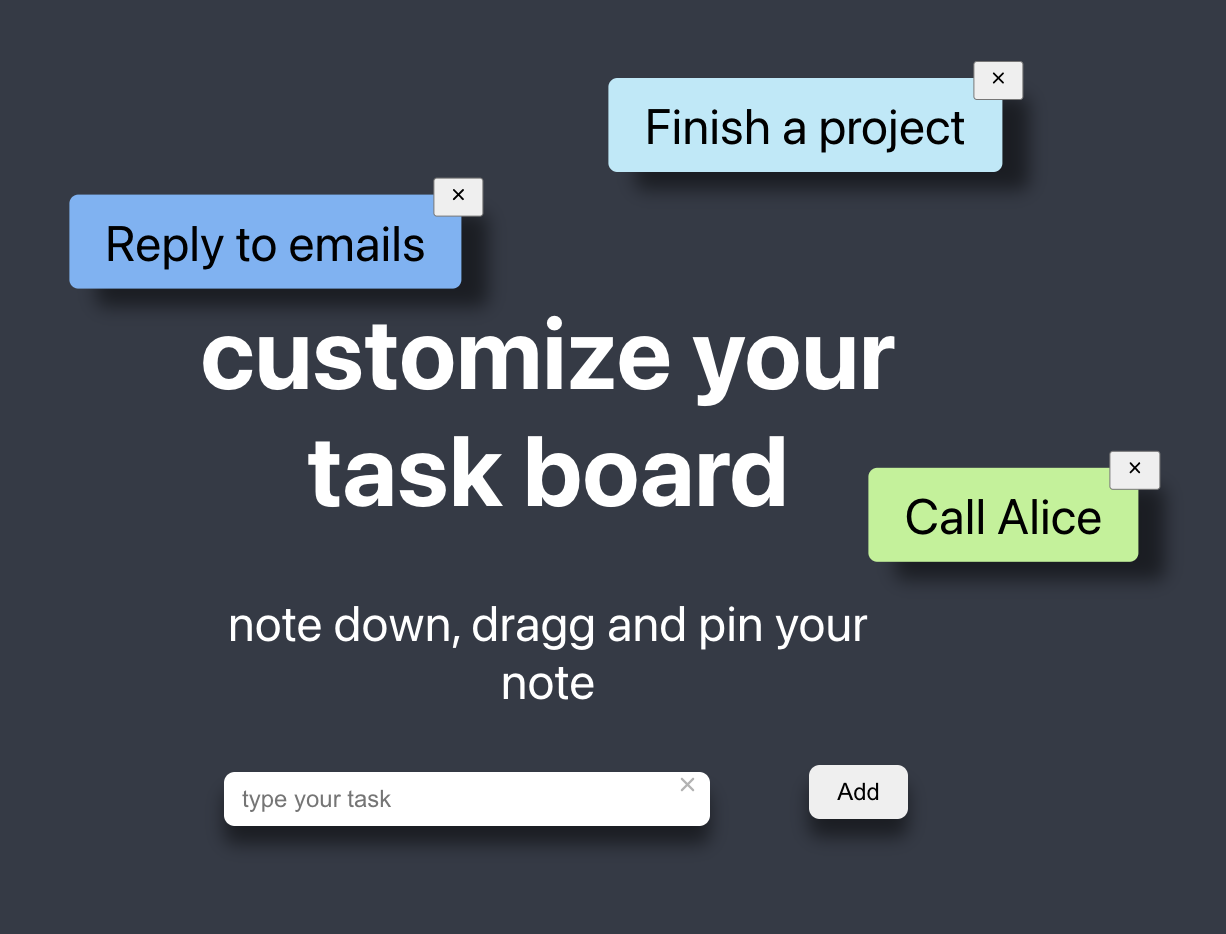 Finish a project
Reply to emails
customize your
task board
Call Alice
note down, dragg and pin your
note
type your task
Add